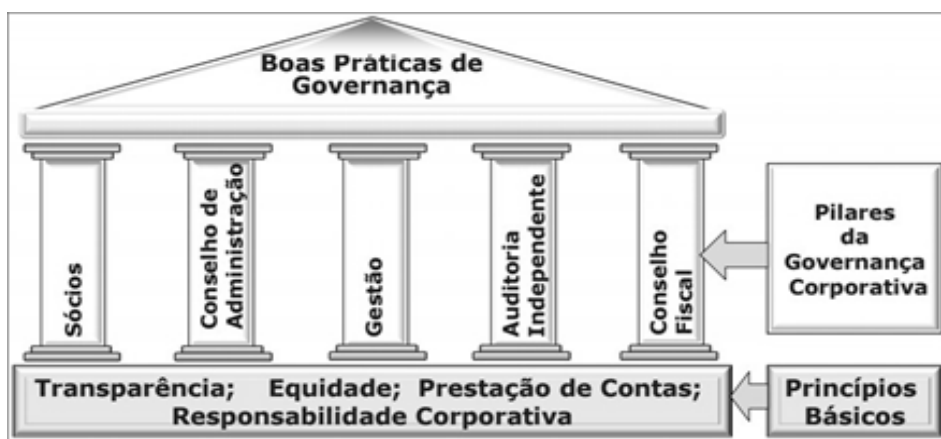 Boas Práticas de
Governança
Sócios
Conselho de
Administração
Gestão
Auditoria
Independente
Conselho
Fiscal
Pilares
da
Governança
Corporativa
Transparência; Equidade; Prestação de Contas;
Responsabilidade Corporativa
Princípios
Básicos